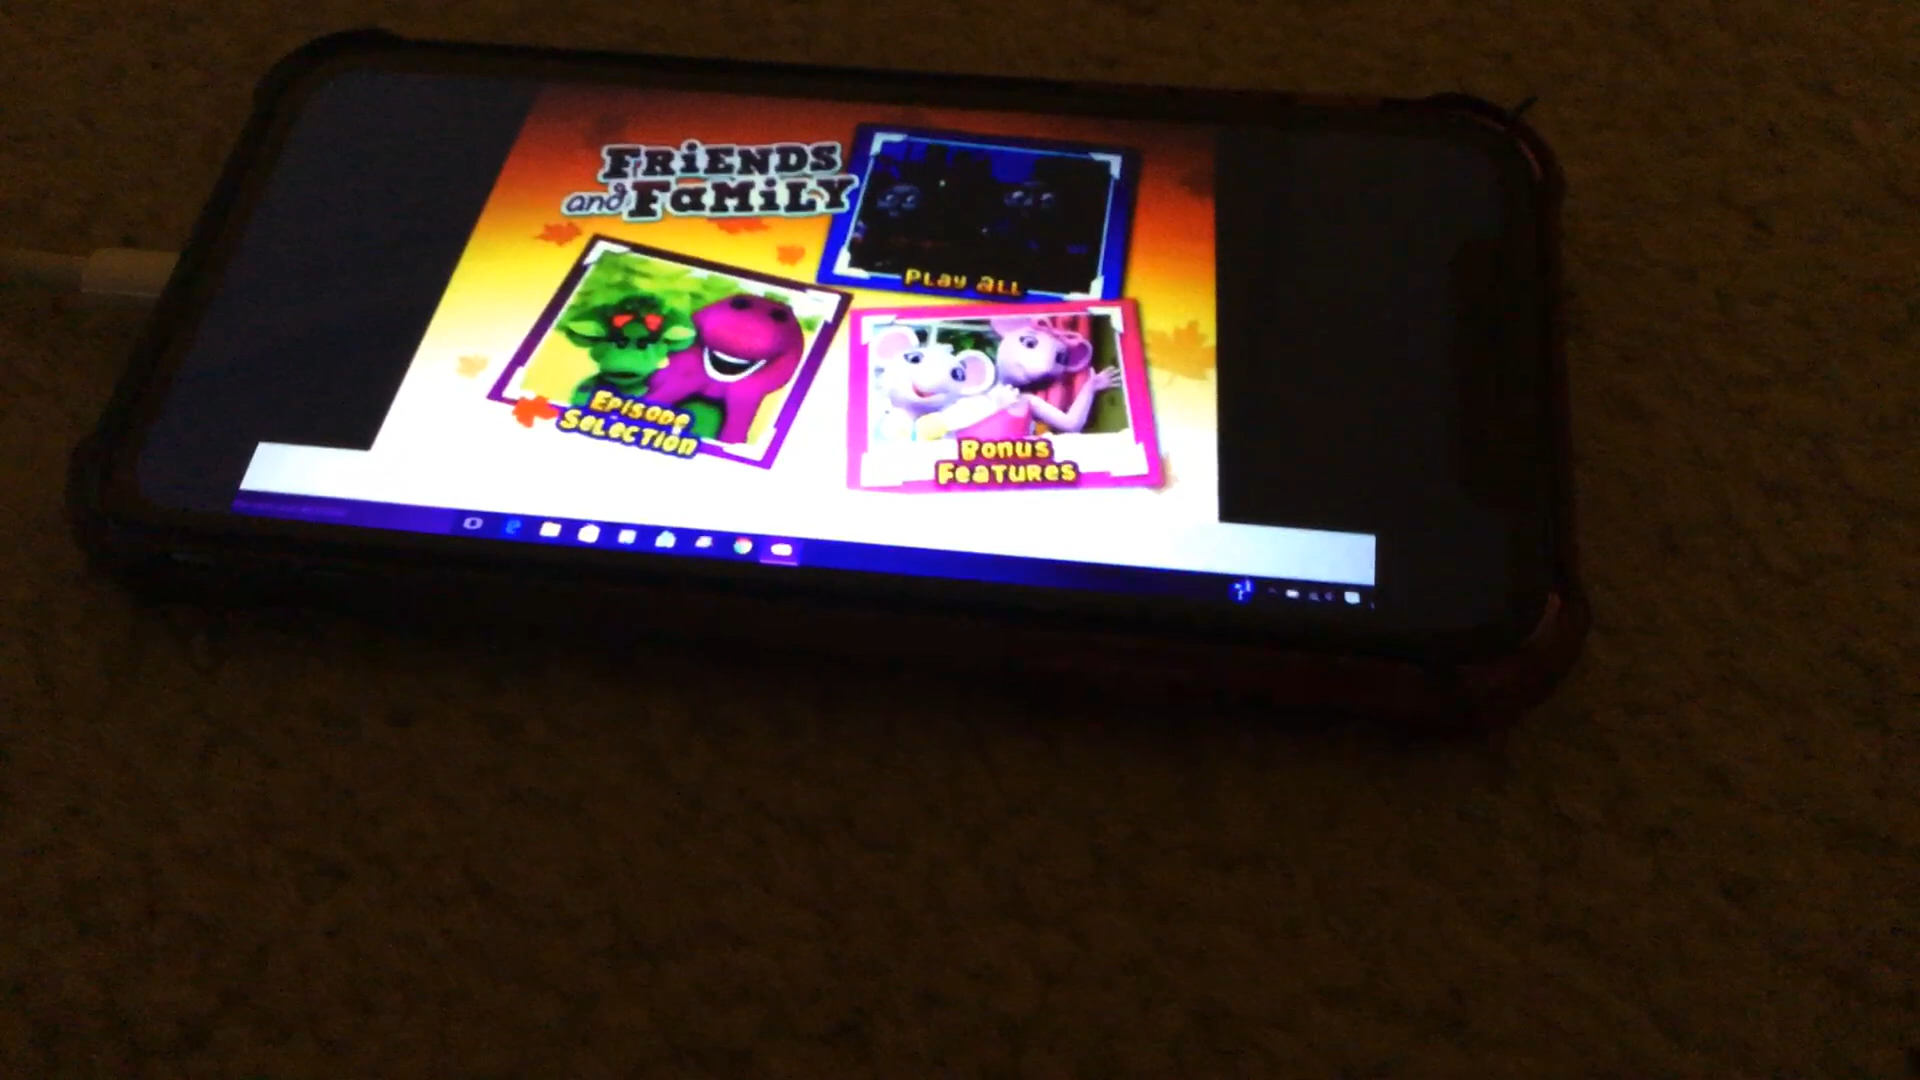 FRiENDS
and FaMiLY
PLay aLL
EPiSODe
SeLeCTiON
BONUS
FeaTUReS